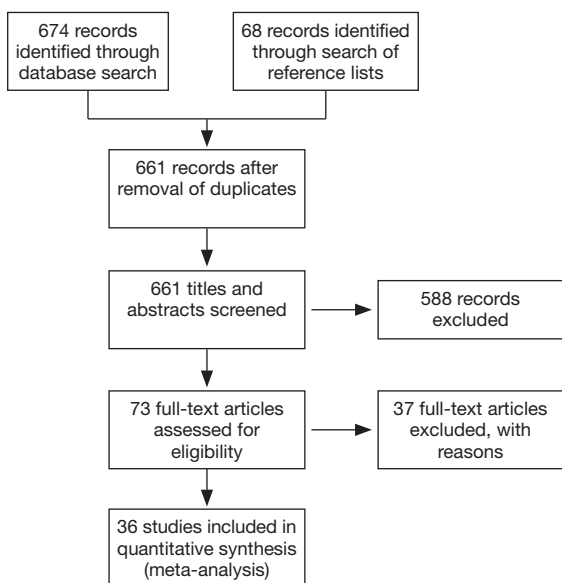 674 records
identified through
database search
68 records identified
through search of
reference lists
661 records after
removal of duplicates
661 titles and
abstracts screened
588 records
excluded
73 full-text articles
assessed for
eligibility
37 full-text articles
excluded, with
reasons
36 studies included in
quantitative synthesis
(meta-analysis)